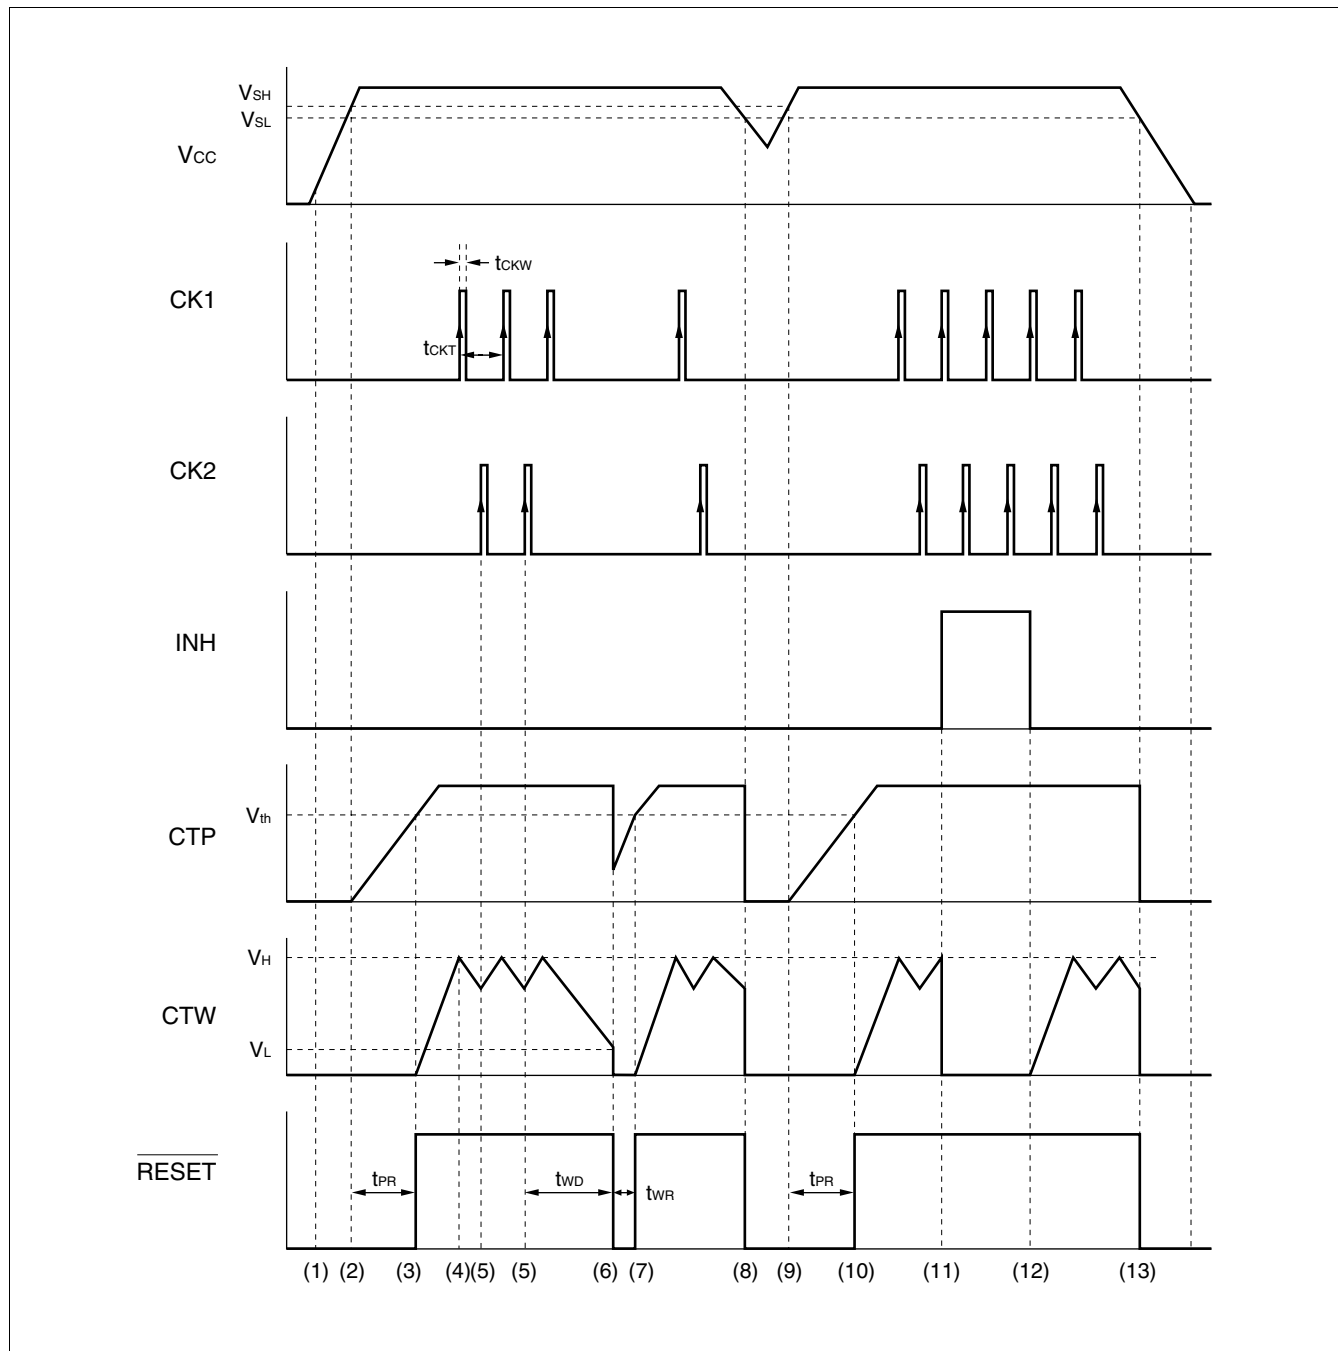 VSH
VSL
VCC
tCKW
CK1
tCKT
CK2
INH
Vth
CTP
VH
CTW
VL
RESET
tPR
tWD
tWR
tPR
(1) (2) (3) (4) (5) (5) (6) (7) (8) (9) (10) (11) (12) (13)